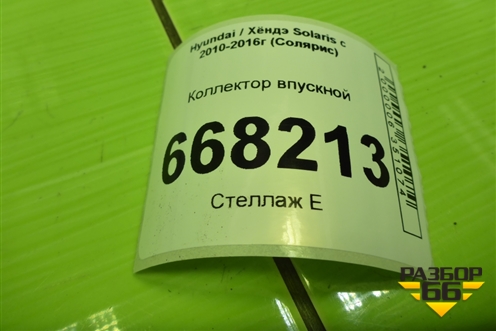 Hyundai / Хёндэ Solaris с
2010-2016г (Солярис)
Коллектор впускной
668213
Стеллаж Е
РАЗБОР
66